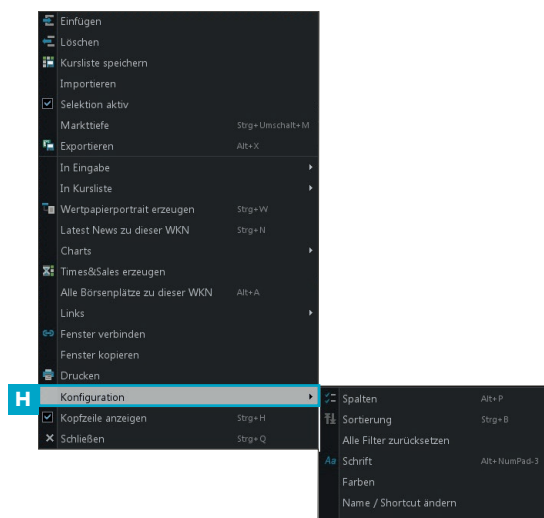 Einfügen
Löschen
Kursliste speichern
Importieren
Selektion aktiv
Markttiefe Strg+Umschalt+M
Exportieren Alt+X
In Eingabe
In Kursliste
Wertpapierportrait erzeugen Strg+W
Latest News zu dieser WKN Strg+N
Charts
Times&Sales erzeugen
Alle Börsenplätze zu dieser WKN Alt+A
Links
Fenster verbinden
Fenster kopieren
Drucken
H Konfiguration
Kopfzeile anzeigen Strg+H
Schließen Strg+Q
Spalten Alt+P
Sortierung Strg+B
Alle Filter zurücksetzen
Aa Schrift Alt+NumPad-3
Farben
Name / Shortcut ändern